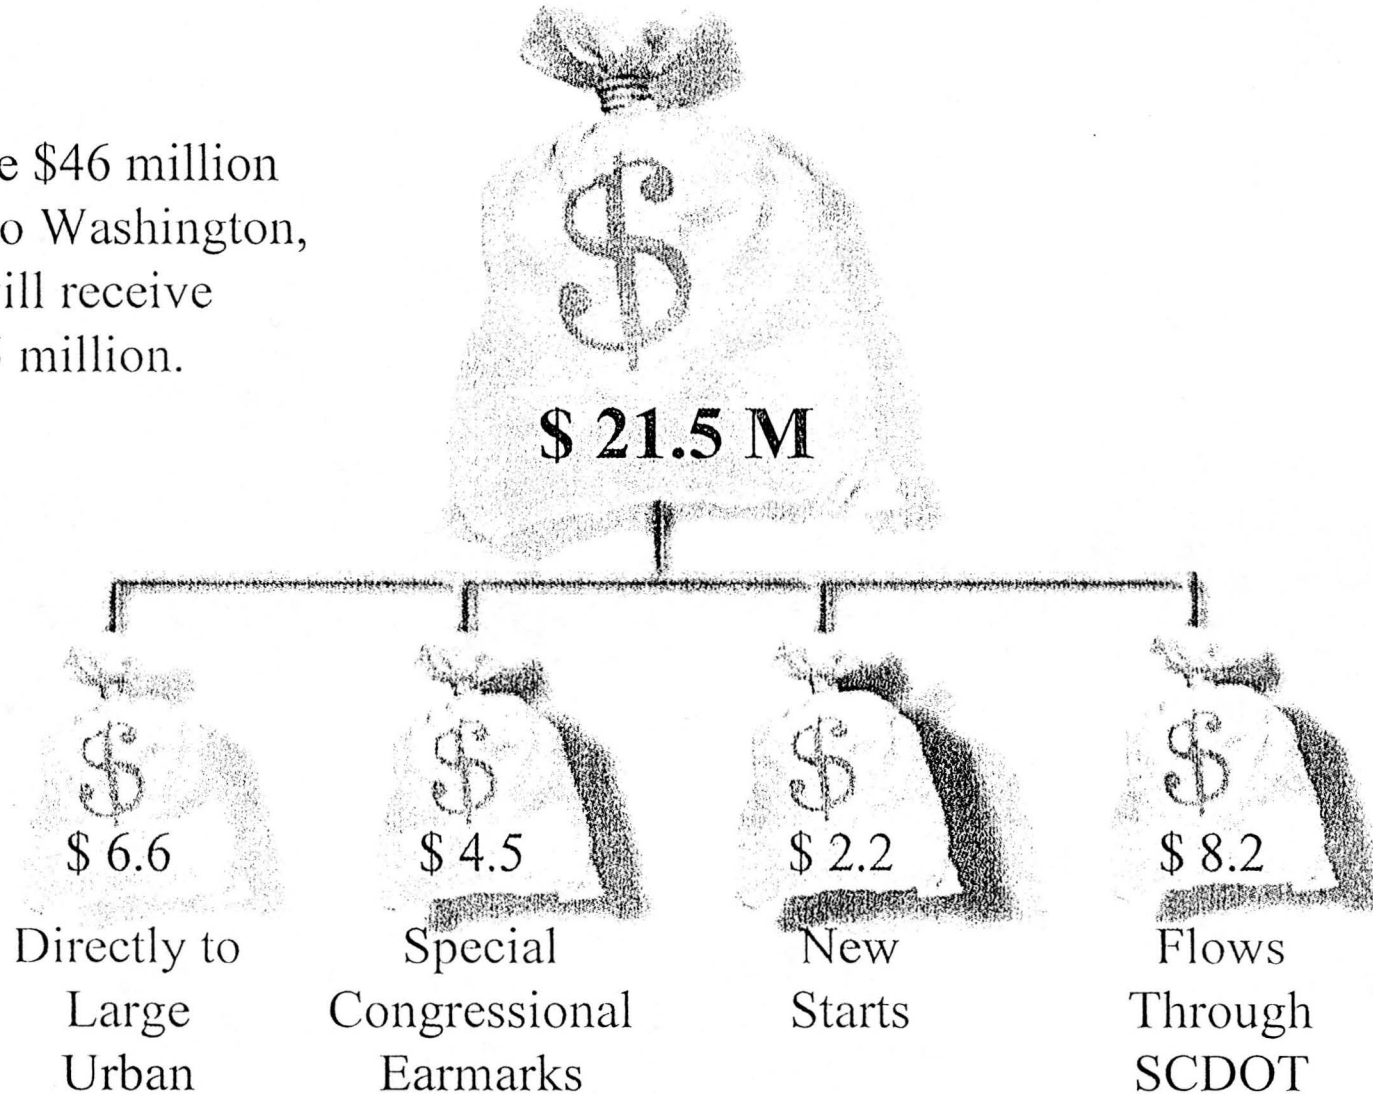 $46 million
Washington,
receive
million.
$
$ 21.5 M
$ $ $ $
$ 6.6 $ 4.5 $ 2.2 $ 8.2
Directly to Special New Flows
Large Congressional Starts Through
Urban Earmarks SCDOT